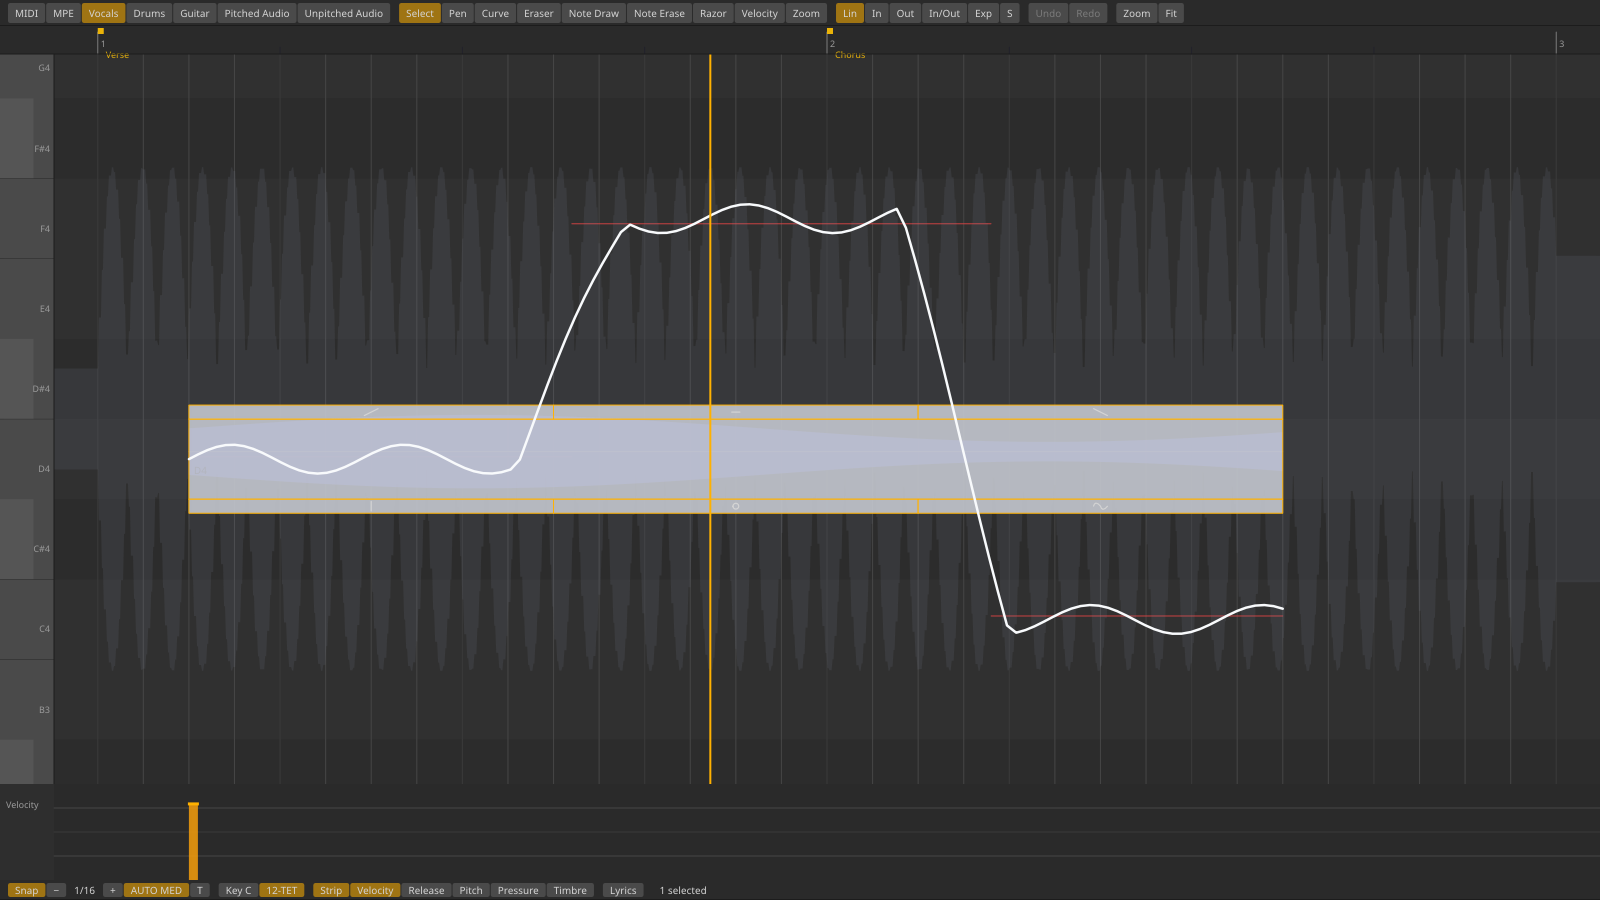 MIDI MPE Vocals Drums Guitar Pitched Audio Unpitched Audio Select Pen Curve Eraser Note Draw Note Erase Razor Velocity Zoom Lin In Out In/Out Exp S Undo Redo Zoom Fit
1 2 3
Verse Chorus
G4
F#4
F4
E4
D#4
D4
C#4
C4
B3
Velocity
Snap − 1/16 + AUTO MED T Key C 12-TET Strip Velocity Release Pitch Pressure Timbre Lyrics 1 selected